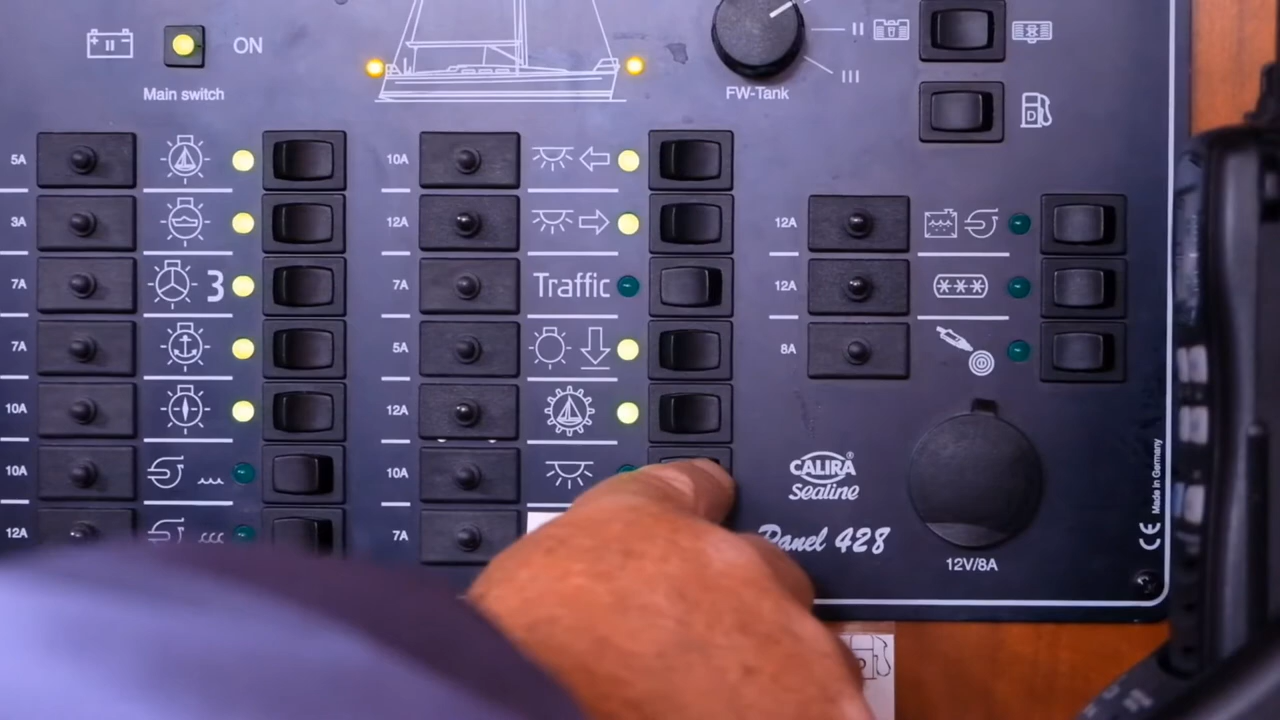 II
ON
Main switch
FW-Tank
II
III
D
5A
10A
3A
12A
12A
7A
3
7A
Traffic
12A
7A
5A
8A
10A
12A
10A
10A
12A
7A
CALIRA®
Sealine
Panel 428
12V/8A
CE
Made in Germany